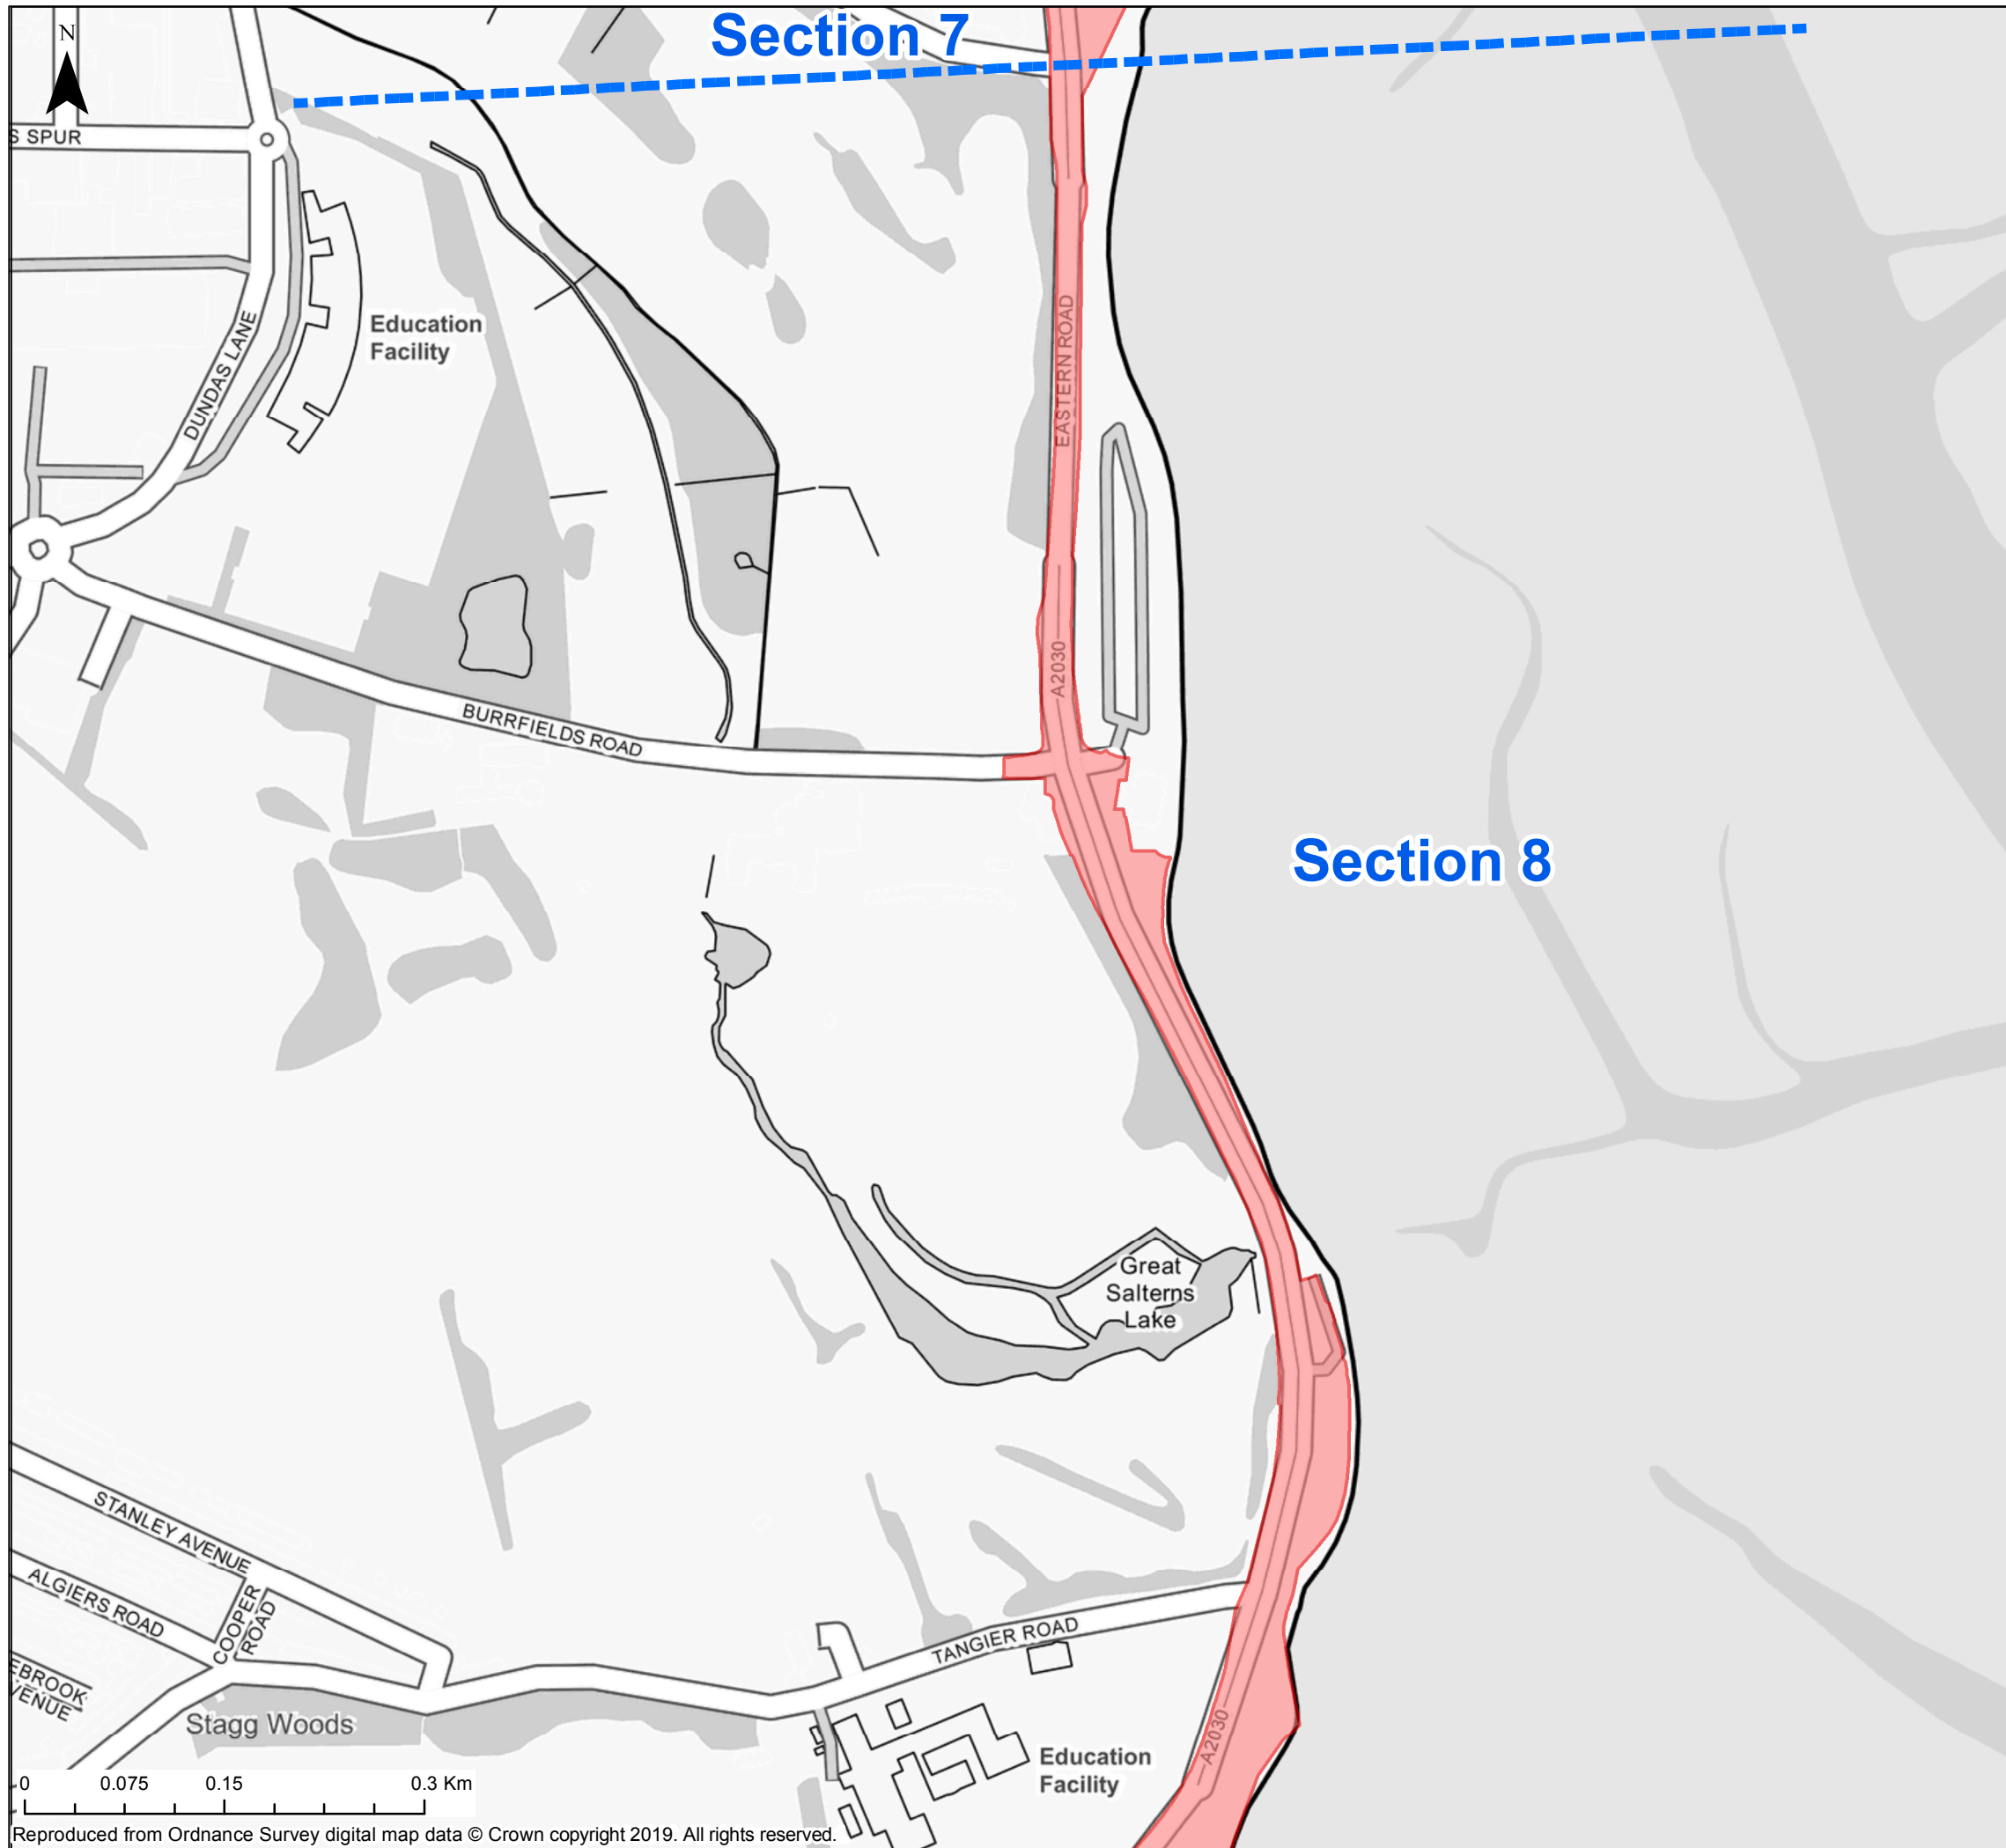 Section 7
N
S SPUR
Education
Facility
DUNDAS LANE
EASTERN ROAD
A2030
BURRFIELDS ROAD
Section 8
Great
Salterns
Lake
STANLEY AVENUE
ALGIERS ROAD
COOPER
ROAD
TANGIER ROAD
EBROOK
VENUE
Stagg Woods
A2030
Education
Facility
0 0.075 0.15 0.3 Km
Reproduced from Ordnance Survey digital map data © Crown copyright 2019. All rights reserved.